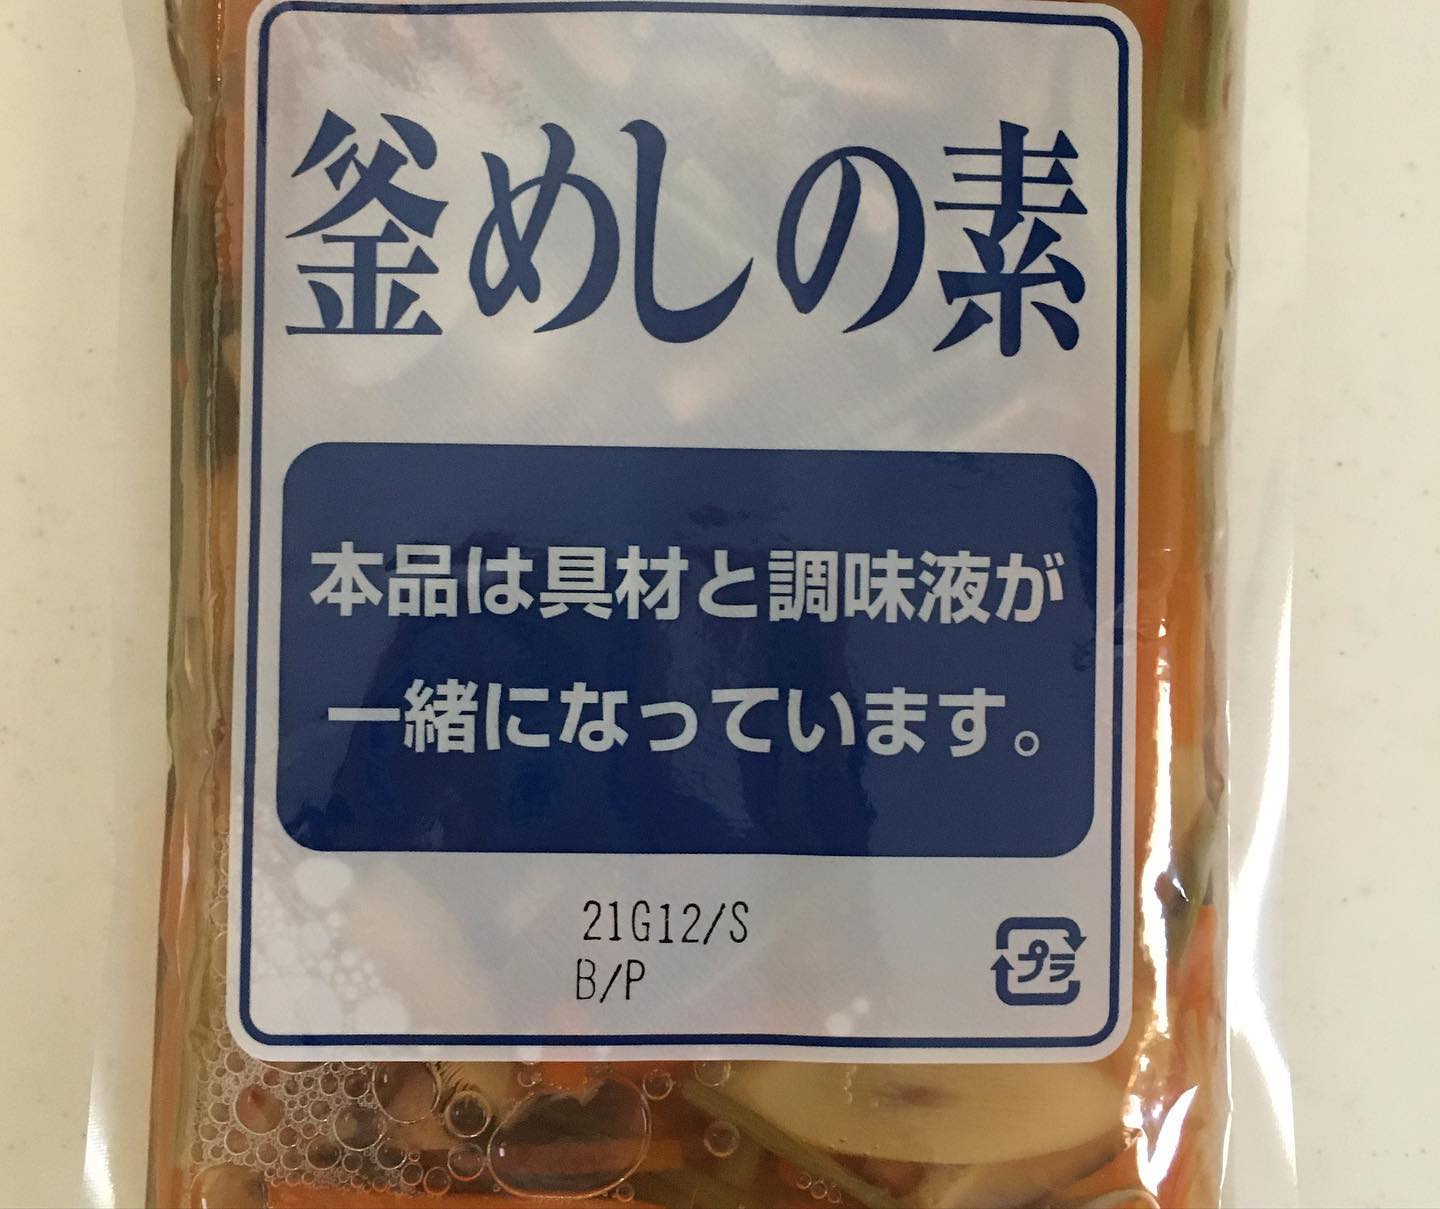 釜めしの素
本品は具材と調味液が
一緒になっています。
21G12/S
B/P
プラ